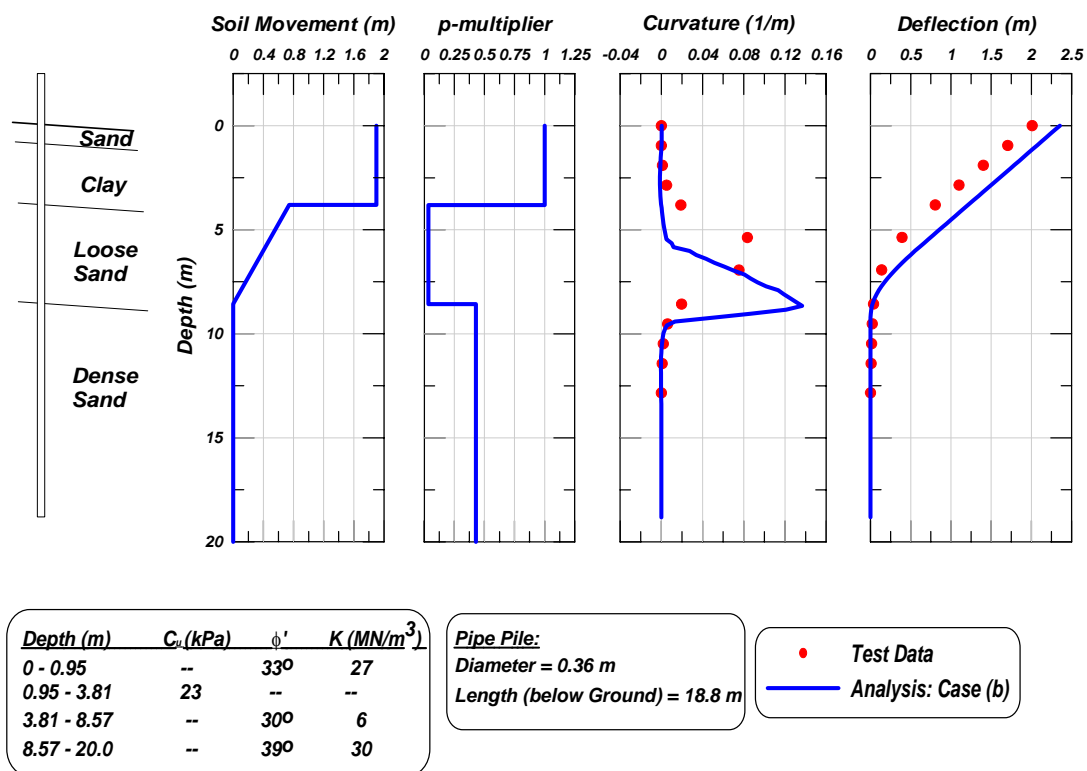 Soil Movement (m) p-multiplier Curvature (1/m) Deflection (m)
0 0.4 0.8 1.2 1.6 2 0 0.25 0.5 0.75 1 1.25 -0.04 0 0.04 0.08 0.12 0.16 0 0.5 1 1.5 2 2.5
0
5
10
15
20
Depth (m)
Sand
Clay
Loose
Sand
Dense
Sand
Depth (m) Cu (kPa) ϕ' K (MN/m³)
0 - 0.95 -- 33º 27
0.95 - 3.81 23 -- --
3.81 - 8.57 -- 30º 6
8.57 - 20.0 -- 39º 30
Pipe Pile:
Diameter = 0.36 m
Length (below Ground) = 18.8 m
Test Data
Analysis: Case (b)